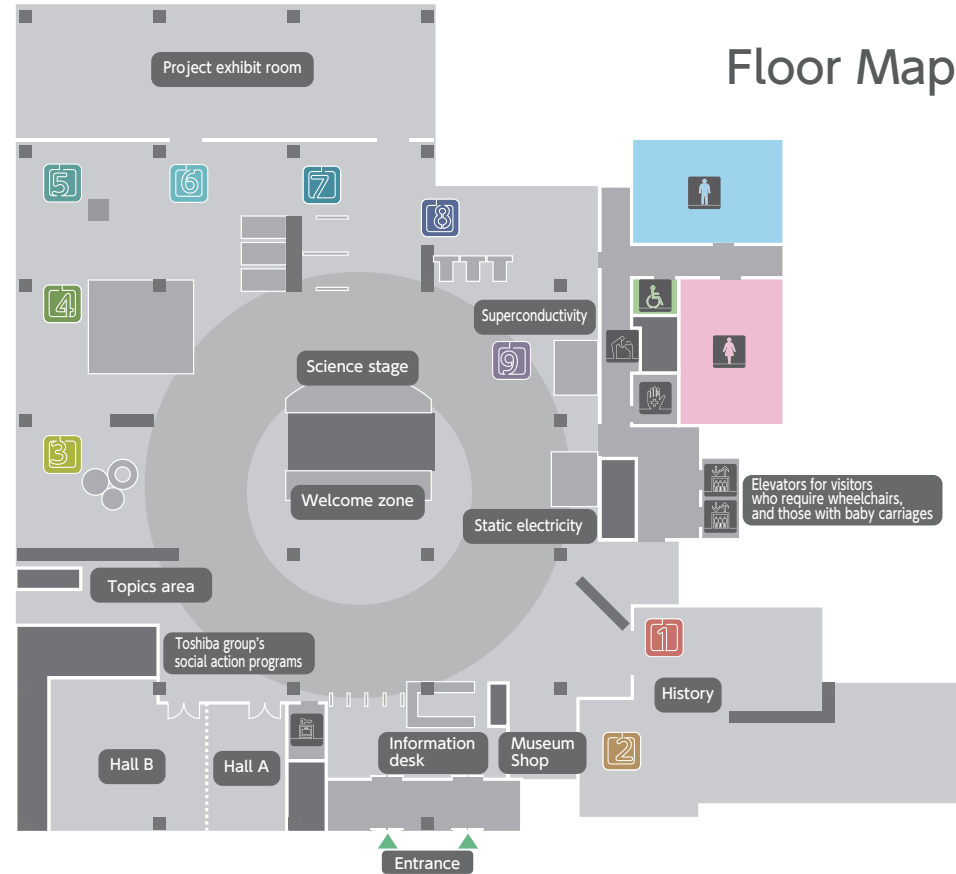 Floor Map
Project exhibit room
5
6
7
8
4
Superconductivity
9
Science stage
3
Welcome zone
Static electricity
Elevators for visitors
who require wheelchairs,
and those with baby carriages
Topics area
Toshiba group's
social action programs
1
History
2
Hall B
Hall A
Information
desk
Museum
Shop
Entrance